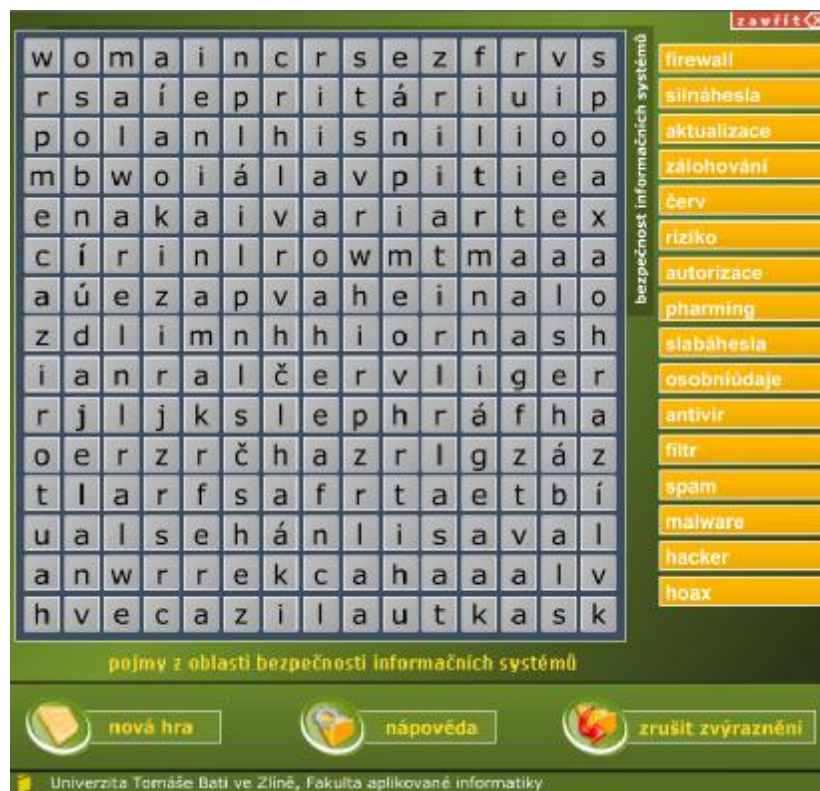 zavřít
w o m a i n c r s e z f r v s
r s a í e p r i t á r i u i p
p o l a n l h i s n i l i o o
m b w o i á l a v p i t i e a
e n a k a i v a r i a r t e x
c í r i n l r o w m t m a a a
a ú e z a p v a h e i n a l o
z d l i m n h h i o r n a s h
i a n r a l č e r v l i g e r
r j l j k s l e p h r á f h a
o e r z r č h a z r l g z á z
t l a r f s a f r t a e t b í
u a l s e h á n l i s a v a l
a n w r r e k c a h a a a l v
h v e c a z i l a u t k a s k
bezpečnost informačních systémů
firewall
silnáhesla
aktualizace
zálohování
červ
riziko
autorizace
pharming
slabáhesla
osobníúdaje
antivir
filtr
spam
malware
hacker
hoax
pojmy z oblasti bezpečnosti informačních systémů
nová hra
nápověda
zrušit zvýraznění
Univerzita Tomáše Bati ve Zlíně, Fakulta aplikované informatiky